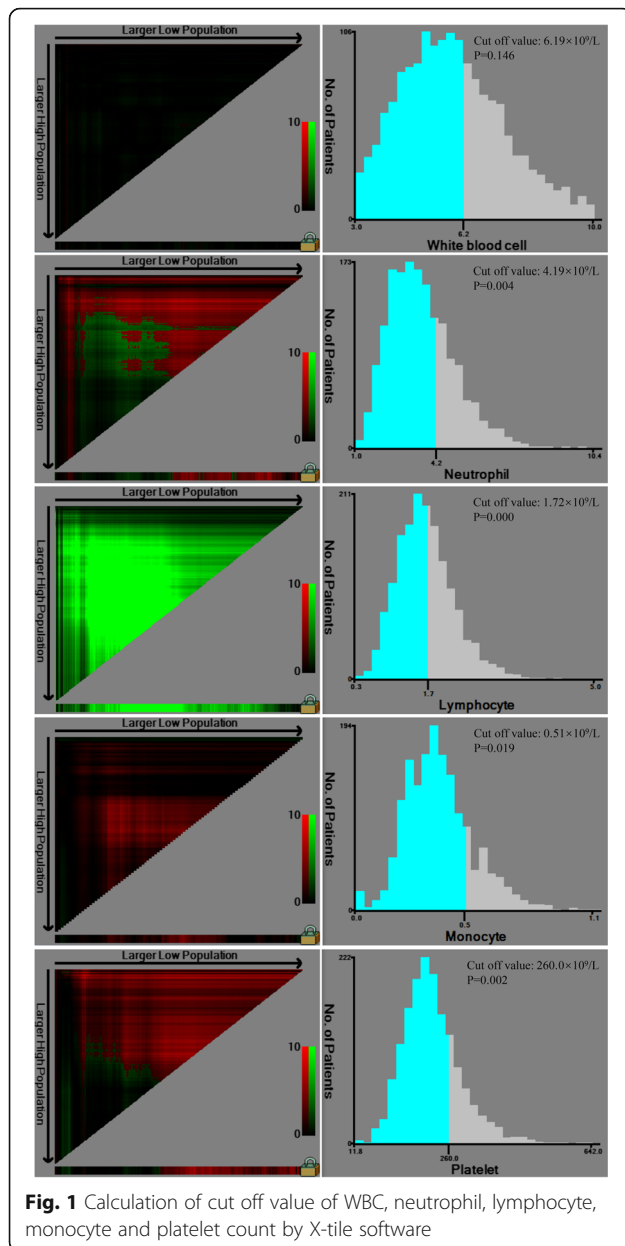 Larger Low Population
Larger High Population
10
0
No. of Patients
106
0
3.0
6.2
10.0
White blood cell
Cut off value: 6.19×10⁹/L
P=0.146
Larger Low Population
Larger High Population
10
0
No. of Patients
173
0
1.0
4.2
10.4
Neutrophil
Cut off value: 4.19×10⁹/L
P=0.004
Larger Low Population
Larger High Population
10
0
No. of Patients
211
0
0.3
1.7
5.0
Lymphocyte
Cut off value: 1.72×10⁹/L
P=0.000
Larger Low Population
Larger High Population
10
0
No. of Patients
194
0
0.0
0.5
1.1
Monocyte
Cut off value: 0.51×10⁹/L
P=0.019
Larger Low Population
Larger High Population
10
0
No. of Patients
222
0
11.8
260.0
642.0
Platelet
Cut off value: 260.0×10⁹/L
P=0.002
Fig. 1 Calculation of cut off value of WBC, neutrophil, lymphocyte,
monocyte and platelet count by X-tile software